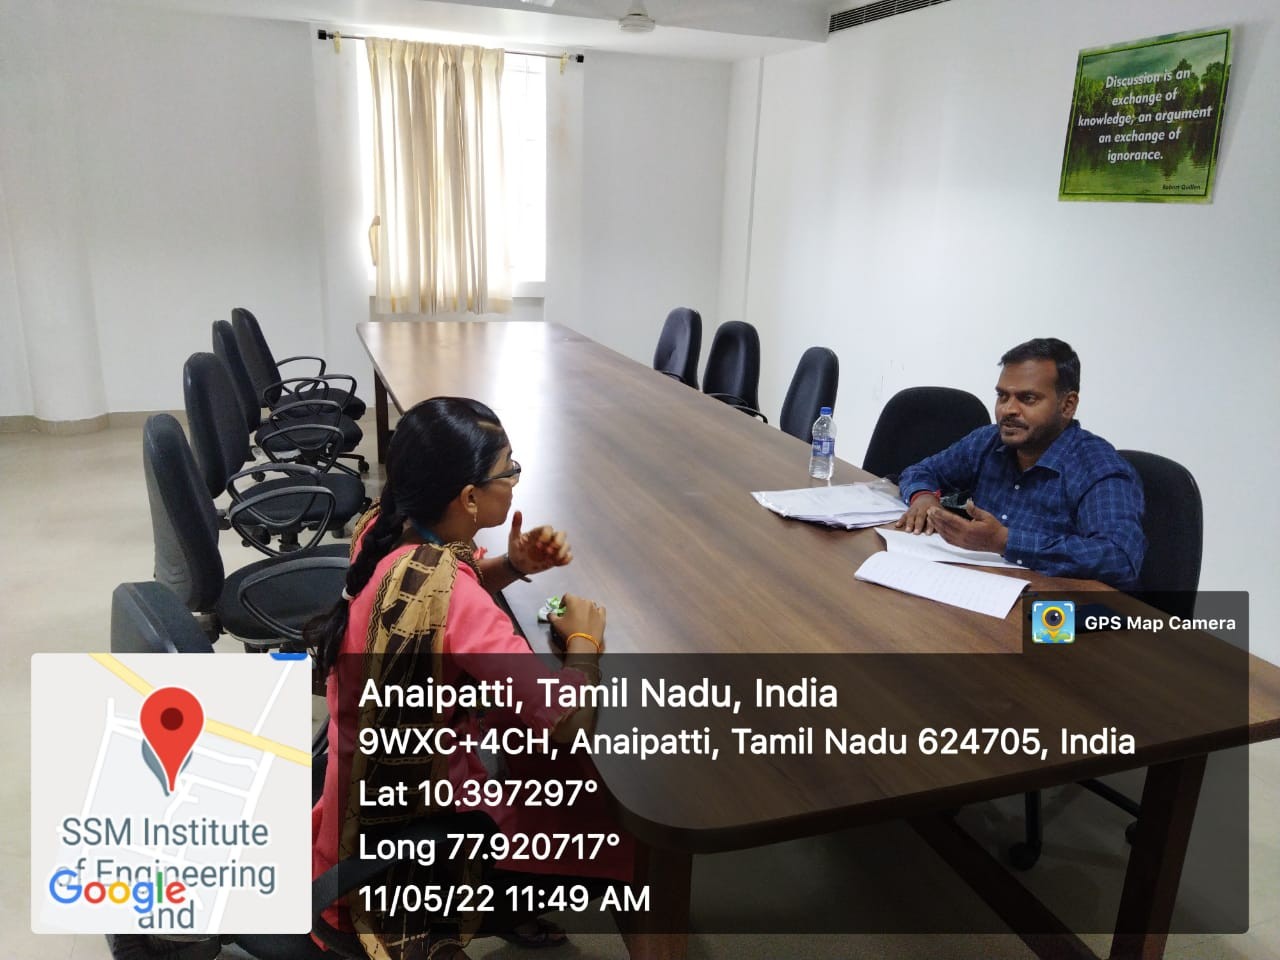 Discussion is an
exchange of
knowledge; an argument
an exchange of
ignorance.
Robert Quillen
GPS Map Camera
Anaipatti, Tamil Nadu, India
9WXC+4CH, Anaipatti, Tamil Nadu 624705, India
Lat 10.397297°
Long 77.920717°
11/05/22 11:49 AM
SSM Institute
of Engineering
Google
and